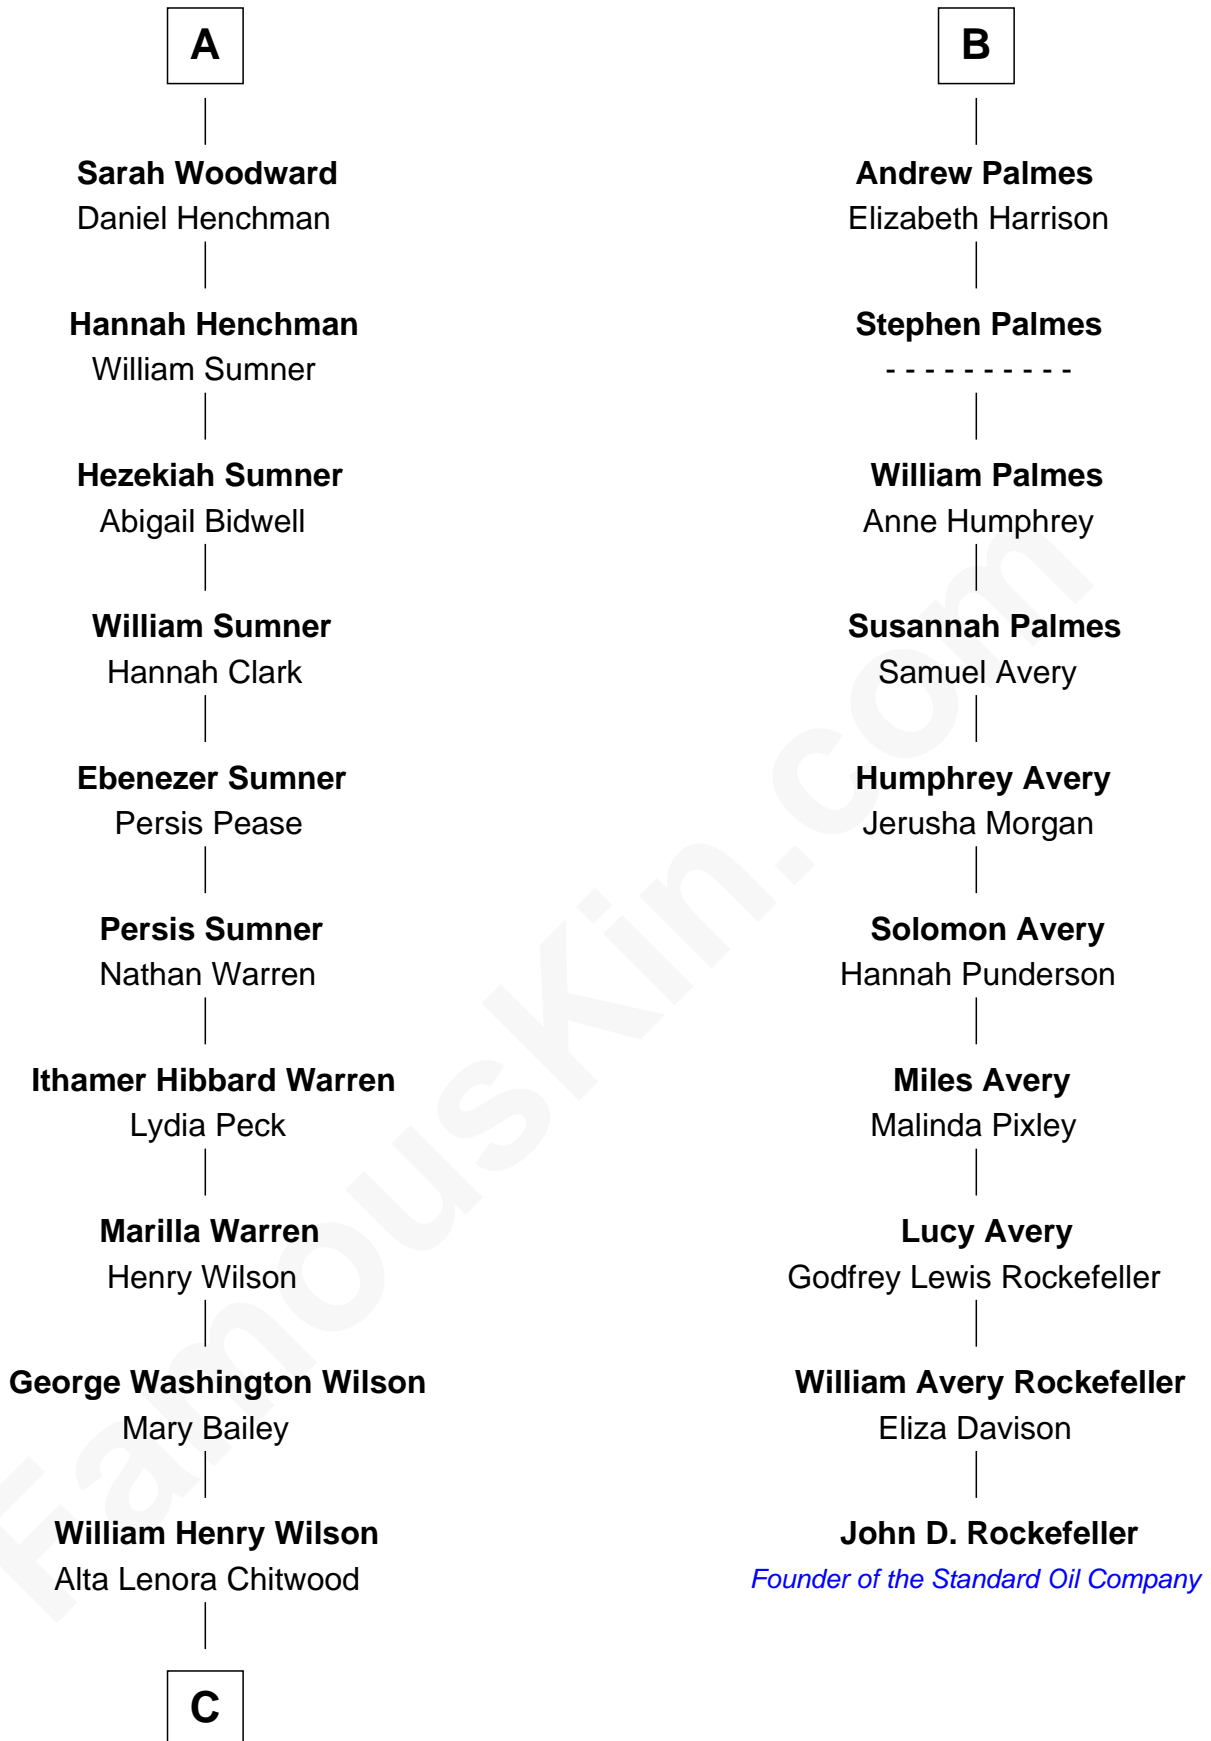 A
Sarah Woodward
Daniel Henchman
Hannah Henchman
William Sumner
Hezekiah Sumner
Abigail Bidwell
William Sumner
Hannah Clark
Ebenezer Sumner
Persis Pease
Persis Sumner
Nathan Warren
Ithamer Hibbard Warren
Lydia Peck
Marilla Warren
Henry Wilson
George Washington Wilson
Mary Bailey
William Henry Wilson
Alta Lenora Chitwood
C
B
Andrew Palmes
Elizabeth Harrison
Stephen Palmes
- - - - - - - - - -
William Palmes
Anne Humphrey
Susannah Palmes
Samuel Avery
Humphrey Avery
Jerusha Morgan
Solomon Avery
Hannah Punderson
Miles Avery
Malinda Pixley
Lucy Avery
Godfrey Lewis Rockefeller
William Avery Rockefeller
Eliza Davison
John D. Rockefeller
Founder of the Standard Oil Company
FamousKin.com